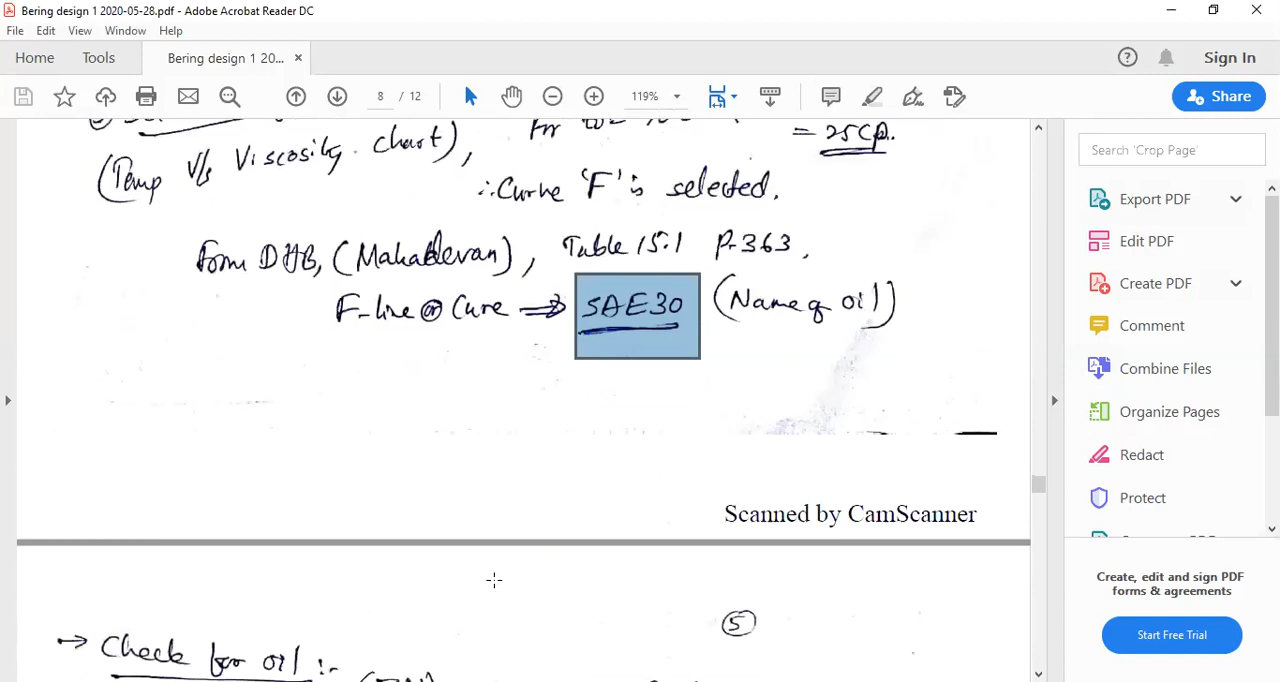 Bering design 1 2020-05-28.pdf - Adobe Acrobat Reader DC
File Edit View Window Help
Home Tools Bering design 1 20... ×
Sign In
8 / 12
119%
Share
= 25 Cp.
(Temp V/s Viscosity. Chart),
∴ Curve 'F' is selected.
from DHB, (Mahadevan), Table 15.1 P-363,
F-line or Cure ⇒ SAE30 (Name of oil)
Scanned by CamScanner
5
→ Check for oil :-
Search 'Crop Page'
Export PDF
Edit PDF
Create PDF
Comment
Combine Files
Organize Pages
Redact
Protect
Create, edit and sign PDF
forms & agreements
Start Free Trial